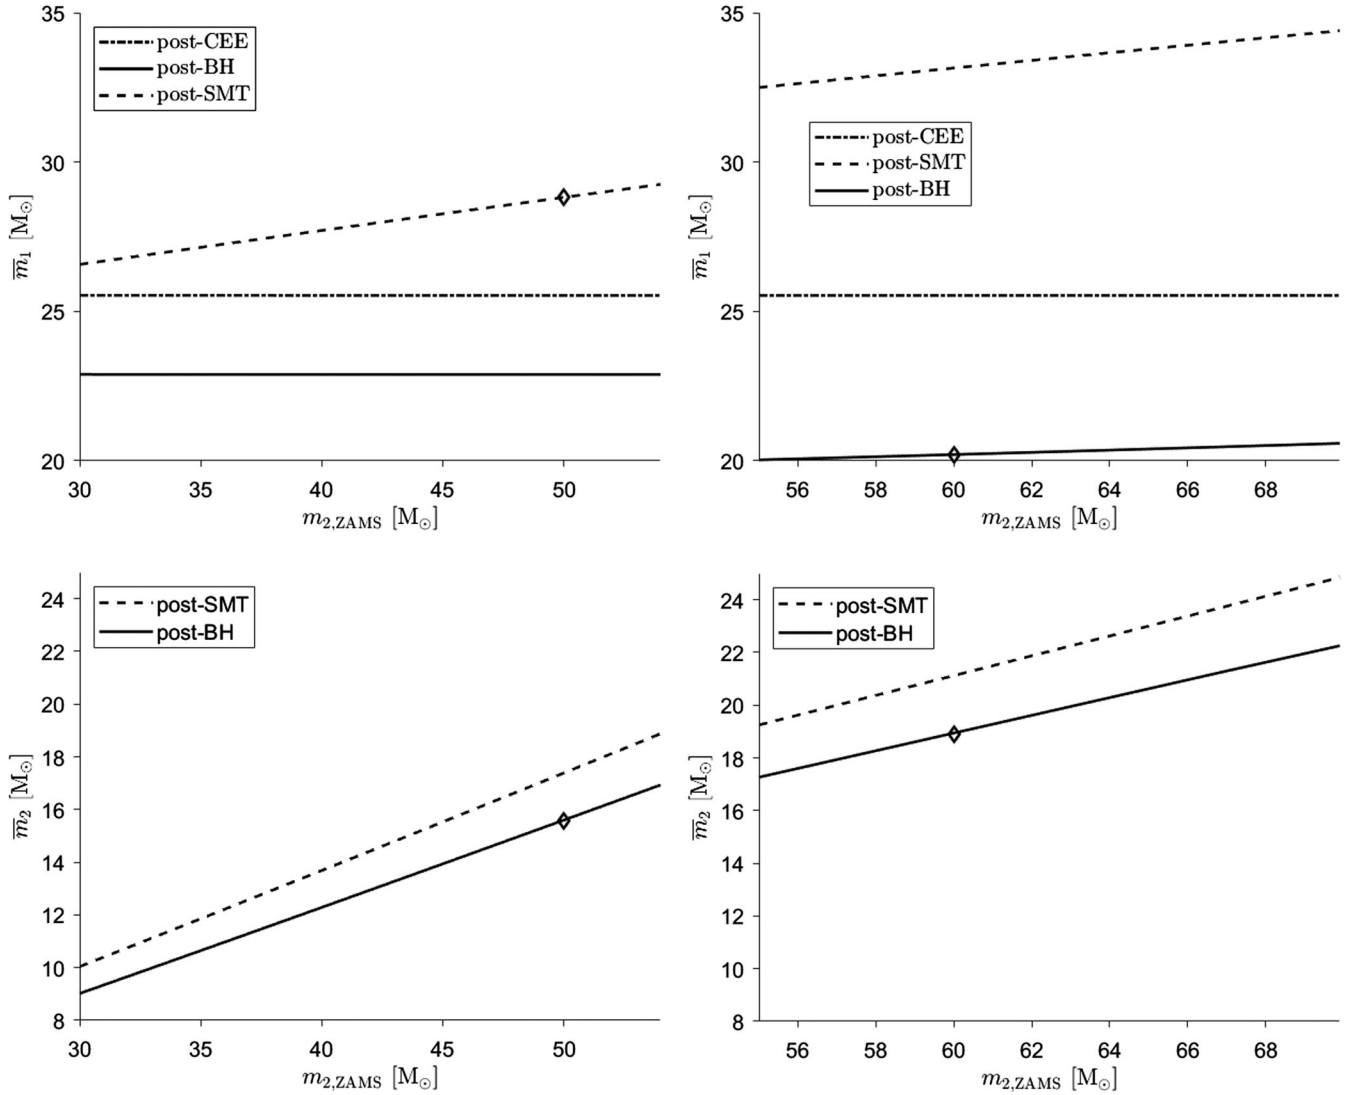 35
30
25
20
m̅₁ [M⊙]
post-CEE
post-BH
post-SMT
30 35 40 45 50
m₂,ZAMS [M⊙]
35
30
25
20
m̅₁ [M⊙]
post-CEE
post-SMT
post-BH
56 58 60 62 64 66 68
m₂,ZAMS [M⊙]
24
22
20
18
16
14
12
10
8
m̅₂ [M⊙]
post-SMT
post-BH
30 35 40 45 50
m₂,ZAMS [M⊙]
24
22
20
18
16
14
12
10
8
m̅₂ [M⊙]
post-SMT
post-BH
56 58 60 62 64 66 68
m₂,ZAMS [M⊙]